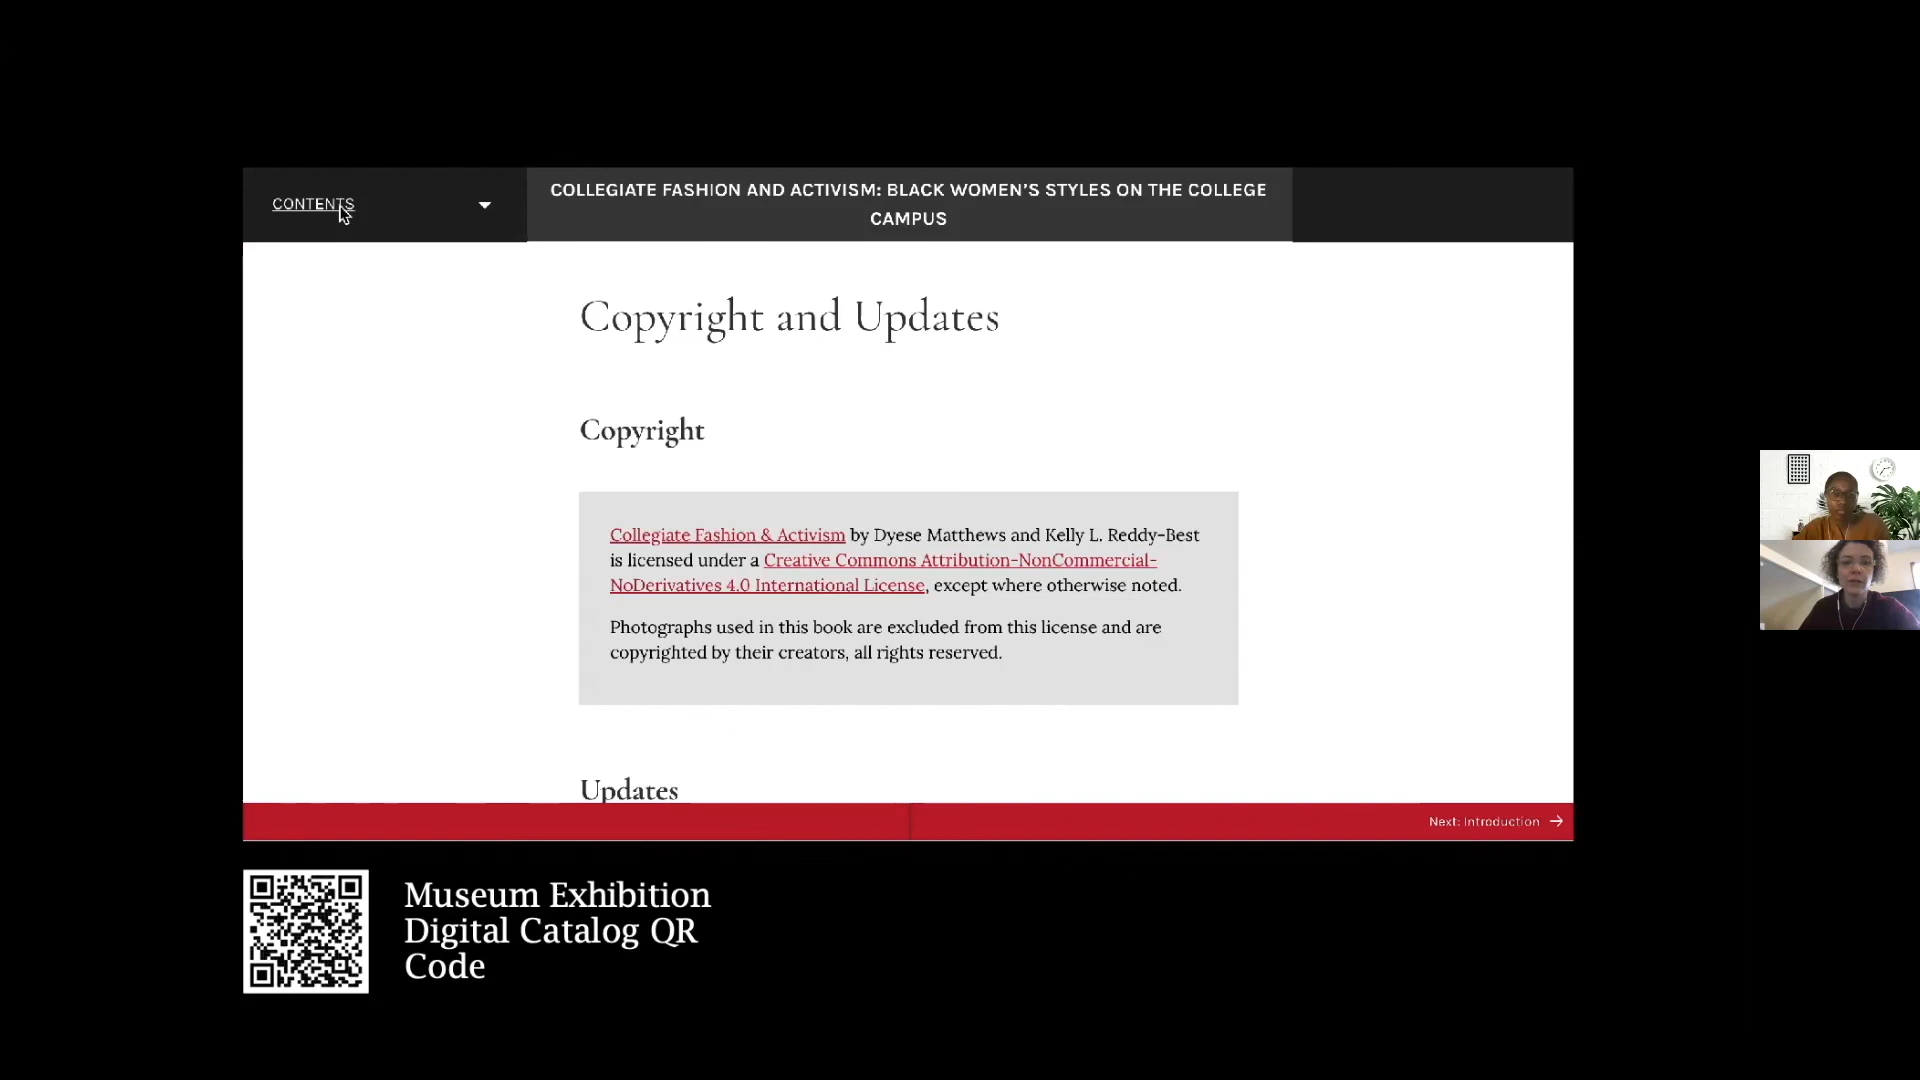 CONTENTS
COLLEGIATE FASHION AND ACTIVISM: BLACK WOMEN’S STYLES ON THE COLLEGE
CAMPUS
Copyright and Updates
Copyright
Collegiate Fashion & Activism by Dyese Matthews and Kelly L. Reddy-Best
is licensed under a Creative Commons Attribution-NonCommercial-
NoDerivatives 4.0 International License, except where otherwise noted.
Photographs used in this book are excluded from this license and are
copyrighted by their creators, all rights reserved.
Updates
Next: Introduction →
Museum Exhibition
Digital Catalog QR
Code